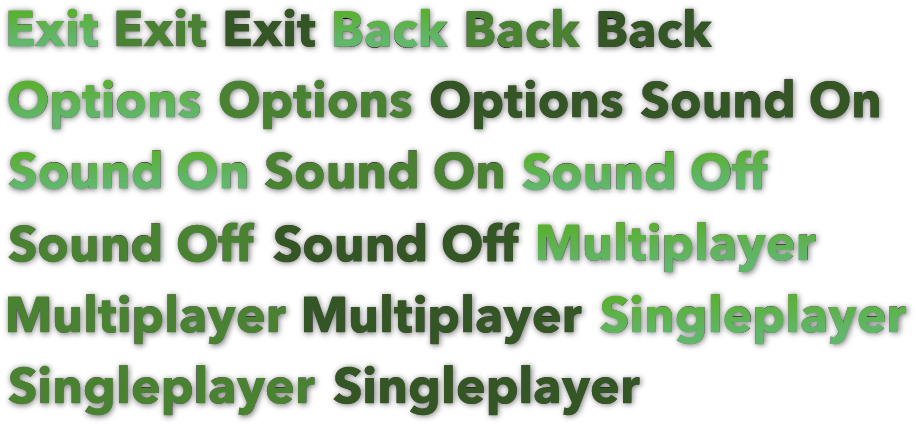 Exit Exit Exit Back Back Back
Options Options Options Sound On
Sound On Sound On Sound Off
Sound Off Sound Off Multiplayer
Multiplayer Multiplayer Singleplayer
Singleplayer Singleplayer